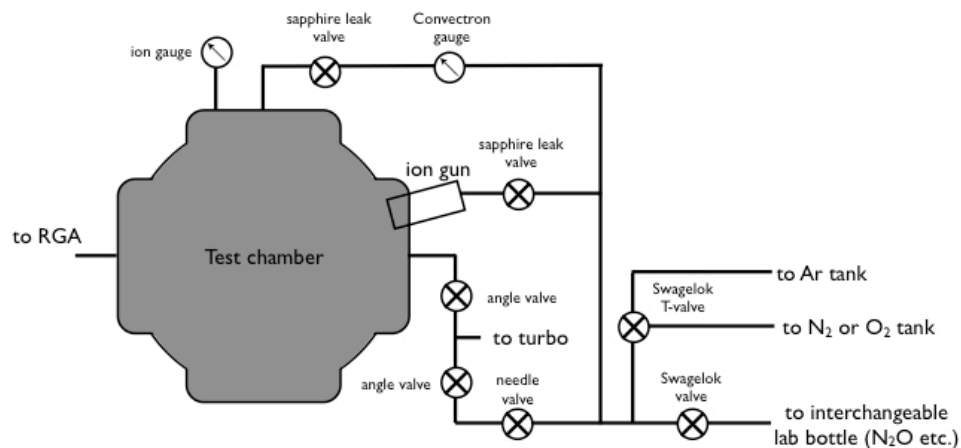 sapphire leak
valve
Convectron
gauge
ion gauge
sapphire leak
valve
ion gun
to RGA
Test chamber
to Ar tank
angle valve
Swagelok
T-valve
to N₂ or O₂ tank
to turbo
angle valve
needle
valve
Swagelok
valve
to interchangeable
lab bottle (N₂O etc.)